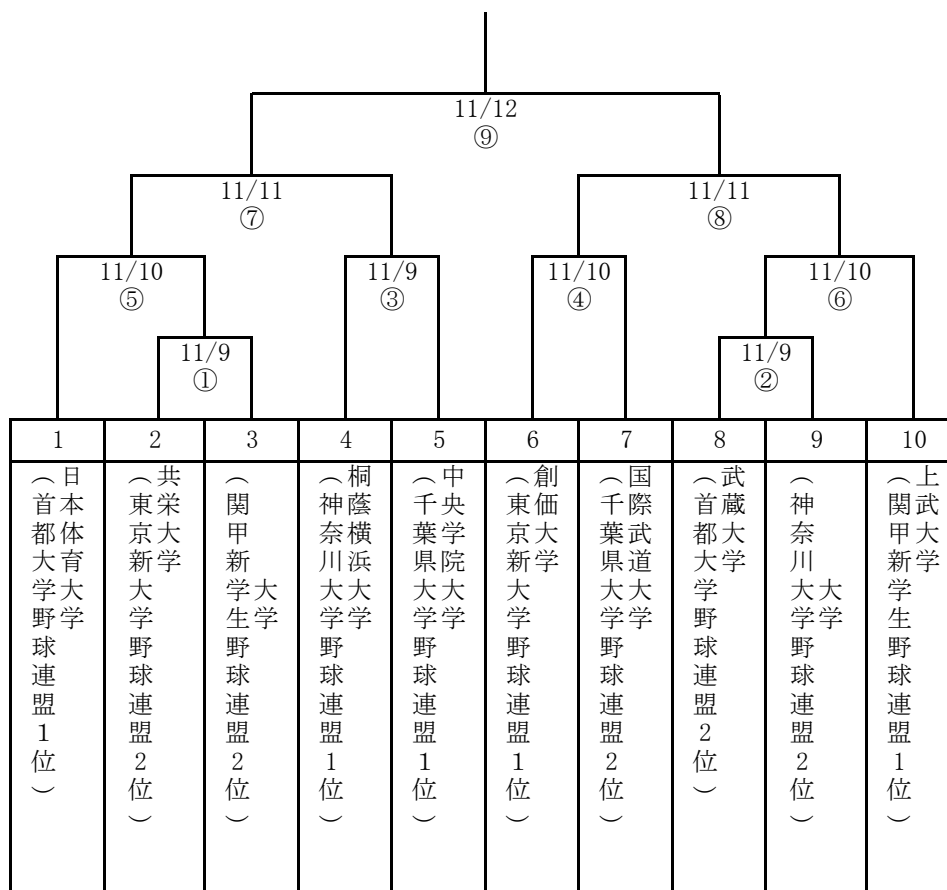 11/12
⑨
11/11
⑦
11/11
⑧
11/10
⑤
11/9
③
11/10
④
11/10
⑥
11/9
①
11/9
②
1
2
3
4
5
6
7
8
9
10
日本体育大学
（首都大学野球連盟1位）
共栄大学
（東京新大学野球連盟2位）
大学
（関甲新学生野球連盟2位）
桐蔭横浜大学
（神奈川大学野球連盟1位）
中央学院大学
（千葉県大学野球連盟1位）
創価大学
（東京新大学野球連盟1位）
国際武道大学
（千葉県大学野球連盟2位）
武蔵大学
（首都大学野球連盟2位）
大学
（神奈川大学野球連盟2位）
上武大学
（関甲新学生野球連盟1位）